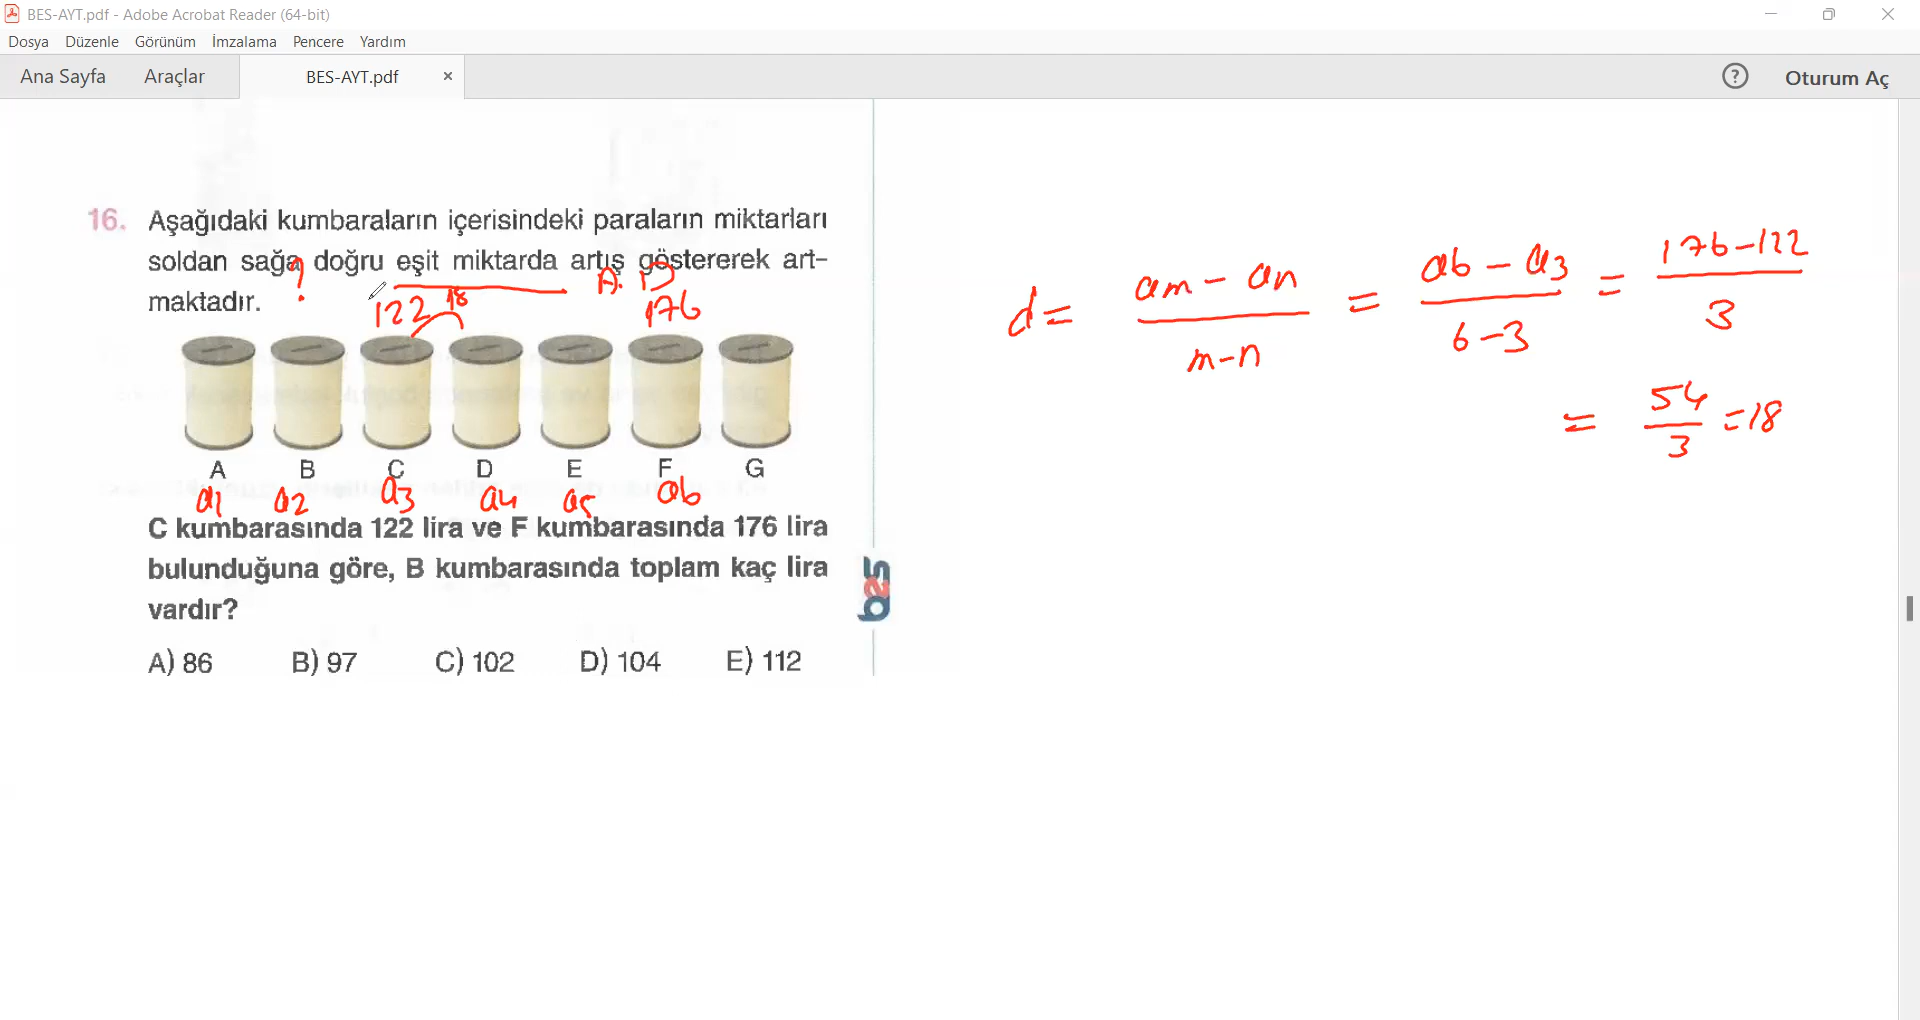 BES-AYT.pdf - Adobe Acrobat Reader (64-bit)
Dosya Düzenle Görünüm İmzalama Pencere Yardım
Ana Sayfa Araçlar BES-AYT.pdf × ? Oturum Aç
16. Aşağıdaki kumbaraların içerisindeki paraların miktarları
soldan sağa doğru eşit miktarda artış göstererek art-
maktadır.
? 122 18 A.D 176
A B C D E F G
a1 a2 a3 a4 a5 a6
C kumbarasında 122 lira ve F kumbarasında 176 lira
bulunduğuna göre, B kumbarasında toplam kaç lira
vardır?
A) 86 B) 97 C) 102 D) 104 E) 112
bes
d = am - an / m-n = a6 - a3 / 6-3 = 176-122 / 3
= 54 / 3 = 18